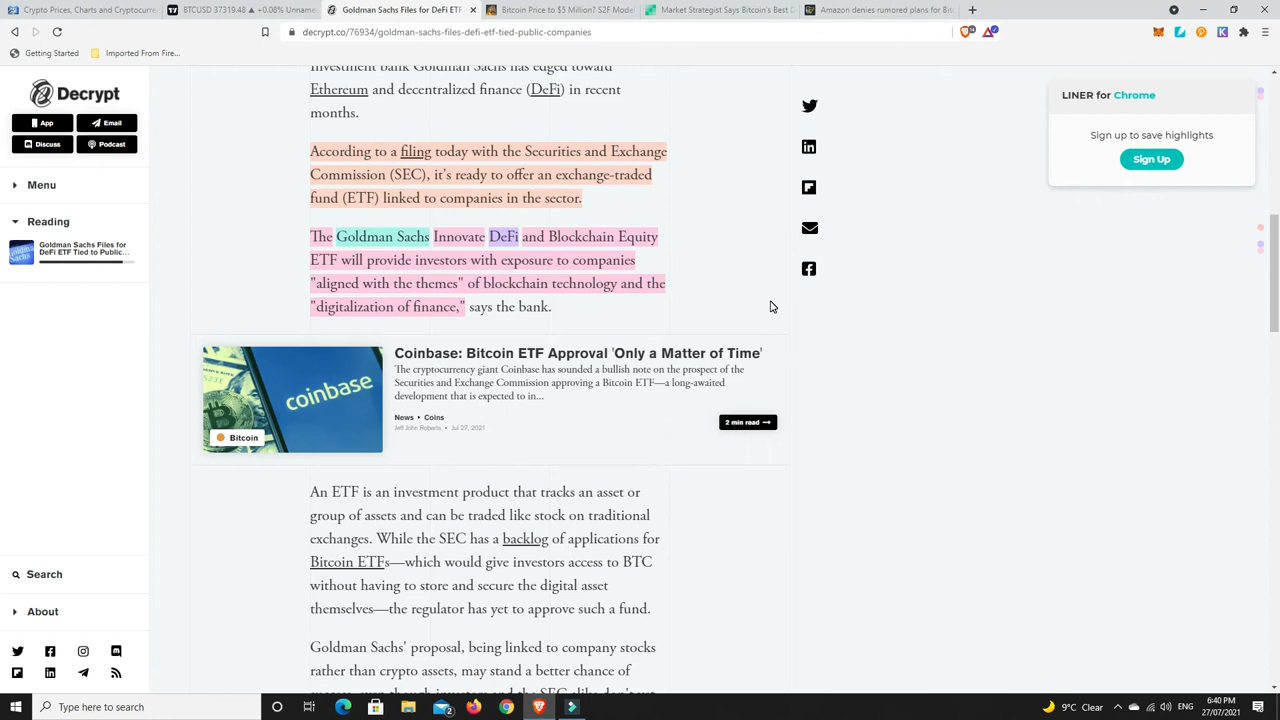 Crypto Prices, Charts and Cryptocurr
BTCUSD 37319.48 ▲ +0.08% Unname
Goldman Sachs Files for DeFi ETF
Bitcoin Price to $5 Million? S2F Mode
Market Strategist Says Bitcoin's Best D
Amazon denies rumored plans for Bit
decrypt.co/76934/goldman-sachs-files-defi-etf-tied-public-companies
Getting Started
Imported From Fire...
Decrypt
App
Email
Discuss
Podcast
Menu
Reading
Goldman Sachs Files for
DeFi ETF Tied to Public...
Search
About
Investment bank Goldman Sachs has edged toward
Ethereum and decentralized finance (DeFi) in recent
months.
According to a filing today with the Securities and Exchange
Commission (SEC), it's ready to offer an exchange-traded
fund (ETF) linked to companies in the sector.
The Goldman Sachs Innovate DeFi and Blockchain Equity
ETF will provide investors with exposure to companies
"aligned with the themes" of blockchain technology and the
"digitalization of finance," says the bank.
coinbase
Bitcoin
Coinbase: Bitcoin ETF Approval 'Only a Matter of Time'
The cryptocurrency giant Coinbase has sounded a bullish note on the prospect of the
Securities and Exchange Commission approving a Bitcoin ETF—a long-awaited
development that is expected to in...
News • Coins
Jeff John Roberts • Jul 27, 2021
2 min read
An ETF is an investment product that tracks an asset or
group of assets and can be traded like stock on traditional
exchanges. While the SEC has a backlog of applications for
Bitcoin ETFs—which would give investors access to BTC
without having to store and secure the digital asset
themselves—the regulator has yet to approve such a fund.
Goldman Sachs' proposal, being linked to company stocks
rather than crypto assets, may stand a better chance of
LINER for Chrome
Sign up to save highlights
Sign Up
Type here to search
9°C Clear
6:40 PM
27/07/2021